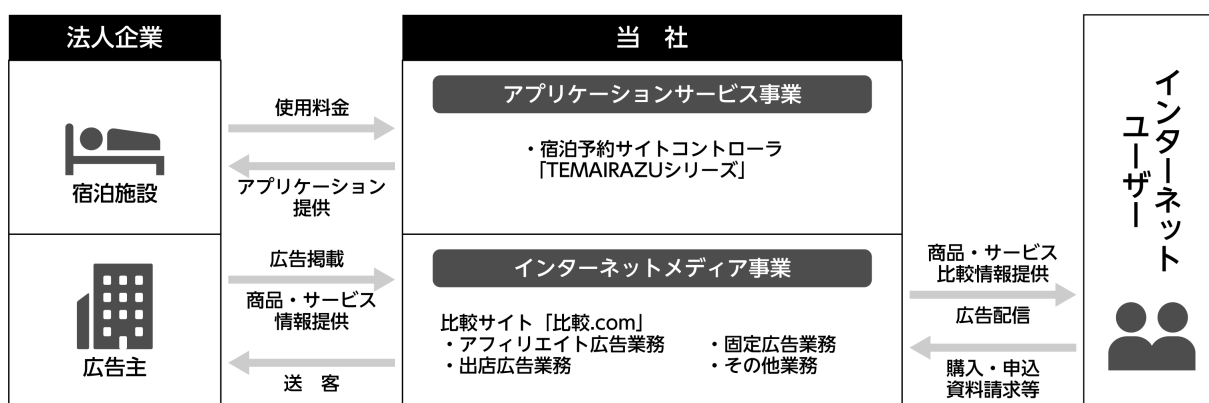 法人企業
当　社
宿泊施設
使用料金
アプリケーション
提供
アプリケーションサービス事業
・宿泊予約サイトコントローラ
「TEMAIRAZUシリーズ」
広告主
広告掲載
商品・サービス
情報提供
送　客
インターネットメディア事業
比較サイト「比較.com」
・アフィリエイト広告業務
・固定広告業務
・出店広告業務
・その他業務
商品・サービス
比較情報提供
広告配信
購入・申込
資料請求等
インターネット
ユーザー